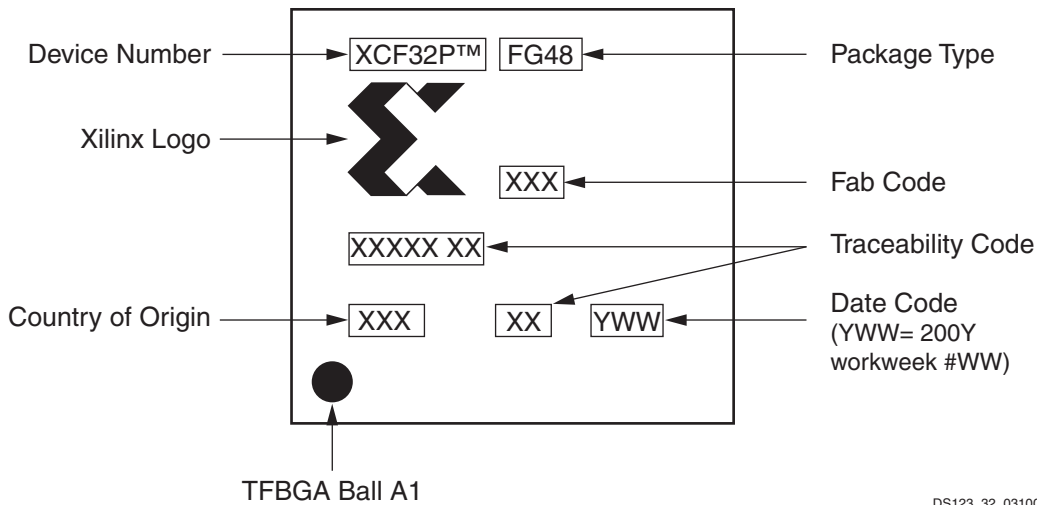 Device Number
XCF32P™
FG48
Package Type
Xilinx Logo
XXX
Fab Code
XXXXX XX
Traceability Code
Country of Origin
XXX
XX
YWW
Date Code
(YWW= 200Y
workweek #WW)
TFBGA Ball A1